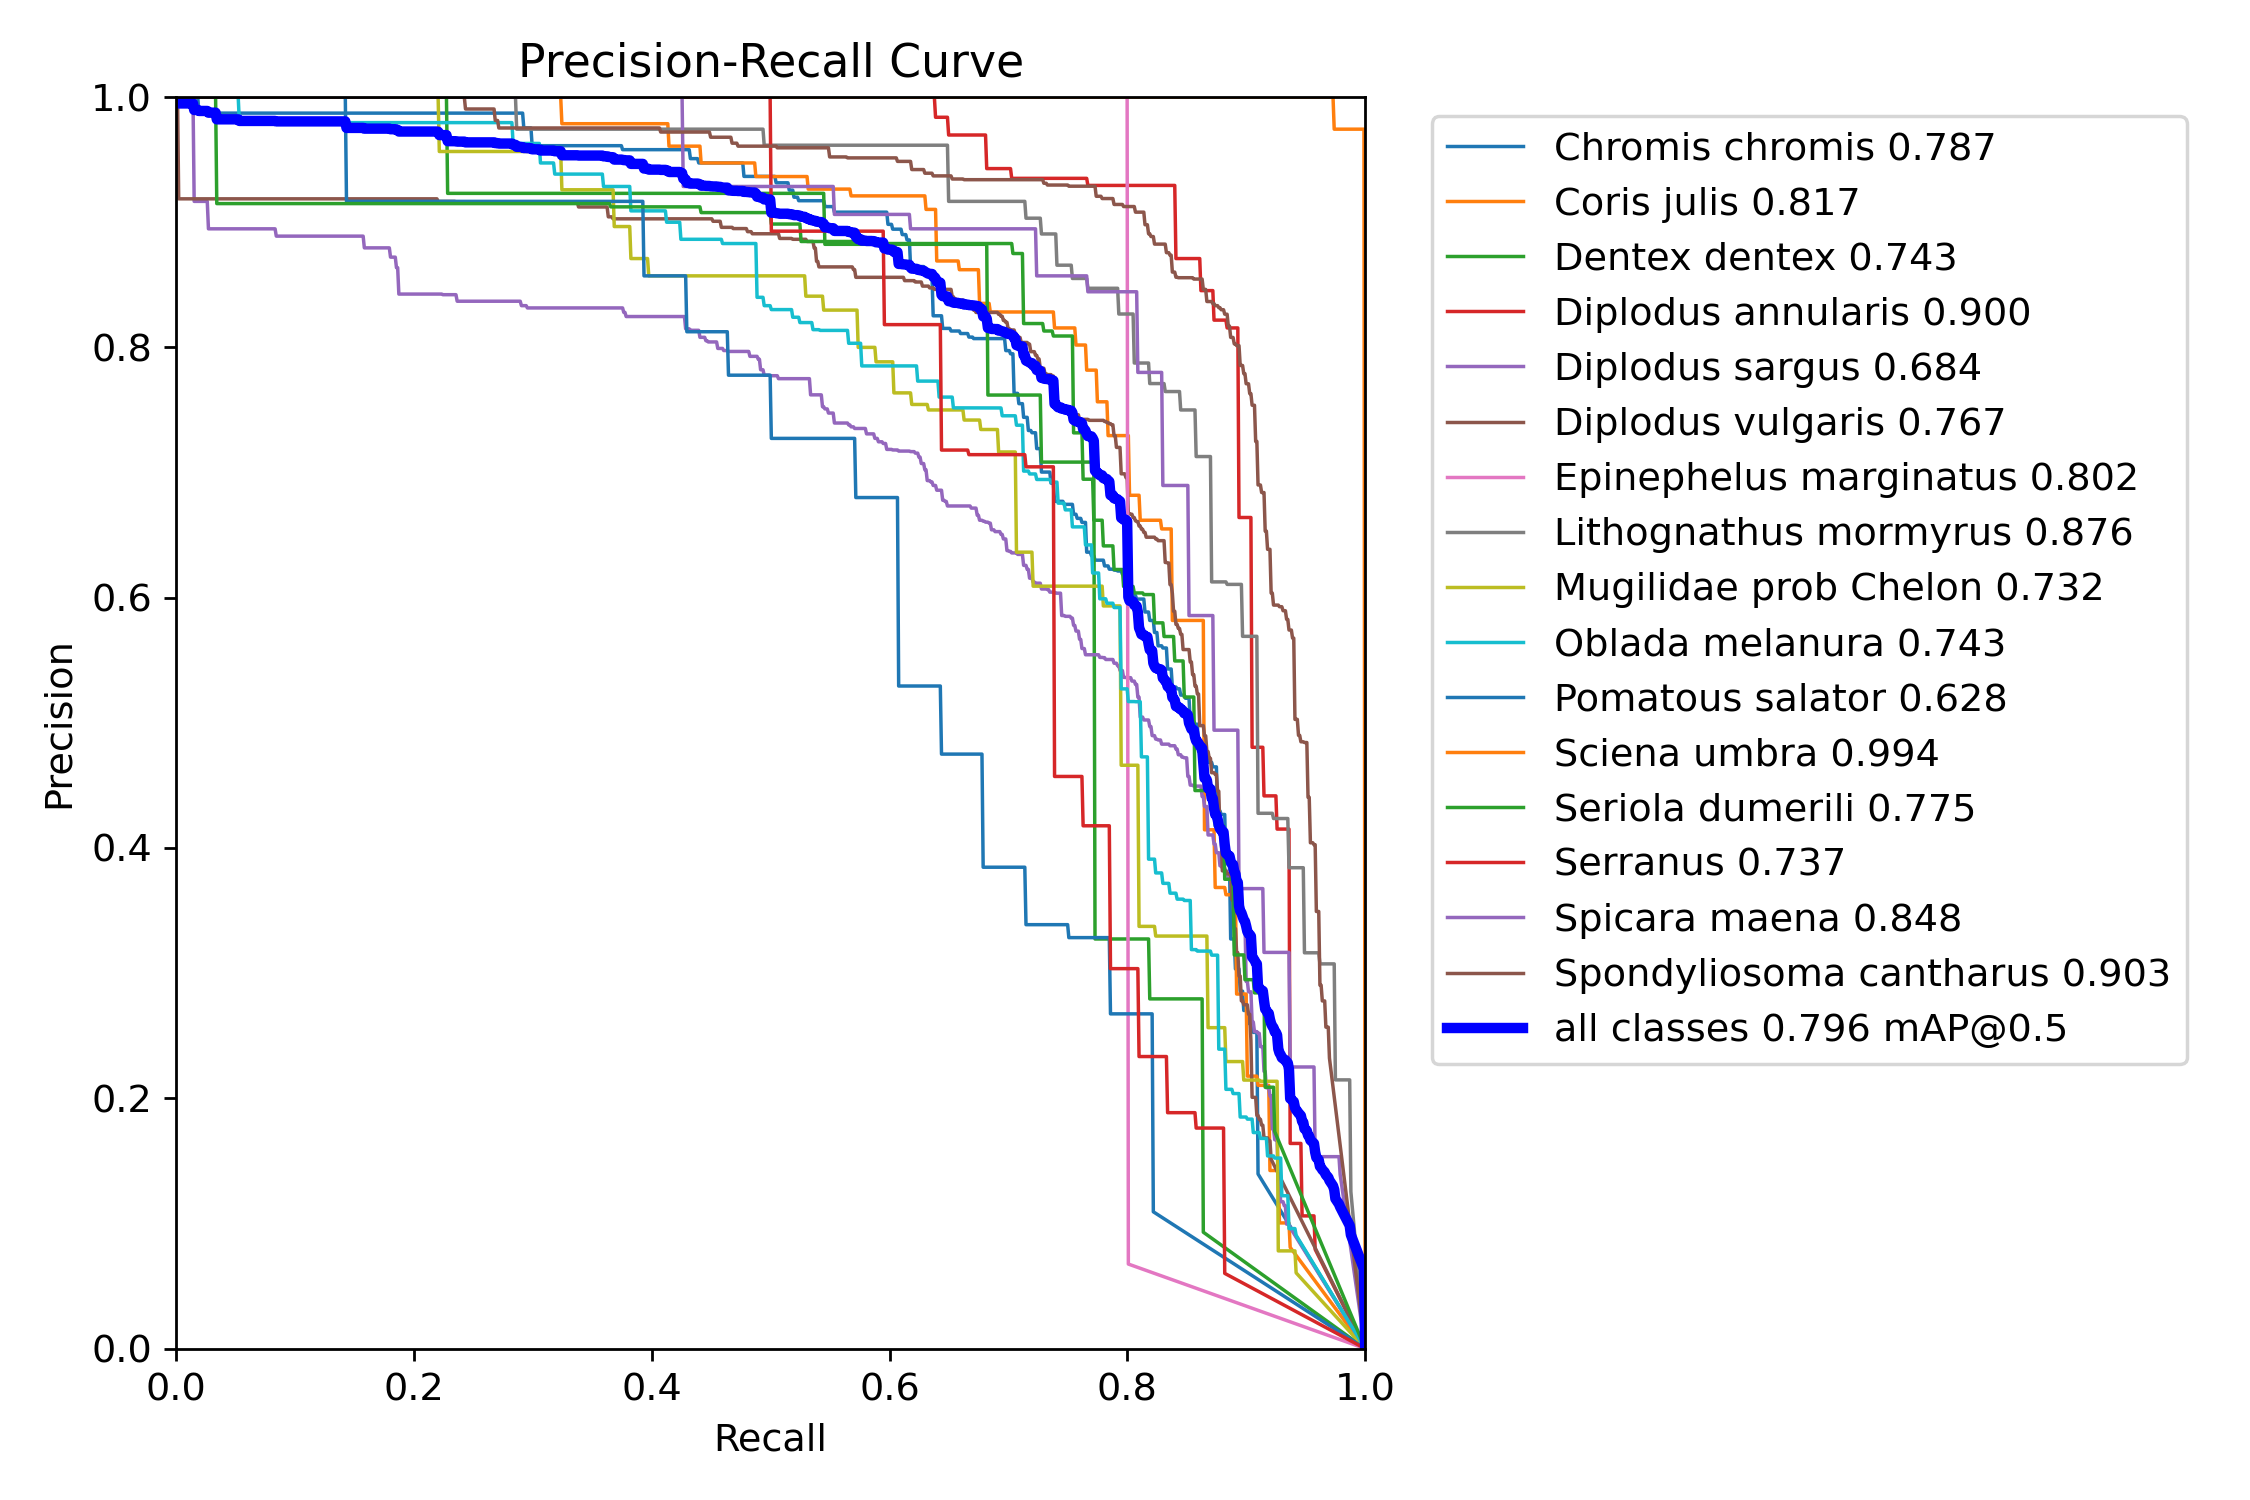 Precision-Recall Curve
1.0
0.8
0.6
0.4
0.2
0.0
Precision
0.0 0.2 0.4 0.6 0.8 1.0
Recall
Chromis chromis 0.787
Coris julis 0.817
Dentex dentex 0.743
Diplodus annularis 0.900
Diplodus sargus 0.684
Diplodus vulgaris 0.767
Epinephelus marginatus 0.802
Lithognathus mormyrus 0.876
Mugilidae prob Chelon 0.732
Oblada melanura 0.743
Pomatous salator 0.628
Sciena umbra 0.994
Seriola dumerili 0.775
Serranus 0.737
Spicara maena 0.848
Spondyliosoma cantharus 0.903
all classes 0.796 mAP@0.5